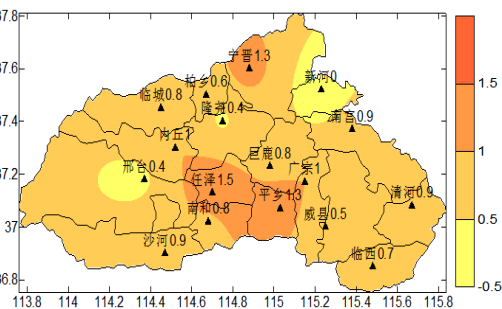 37.8
37.6
37.4
37.2
37
36.8
宁晋1.3
柏乡0.6
新河0
临城0.8
隆尧0.4
南宫0.9
内丘1
巨鹿0.8
邢台0.4
广宗1
任泽1.5
平乡1.3
清河0.9
南和0.8
威县0.5
沙河0.9
临西0.7
113.8 114 114.2 114.4 114.6 114.8 115 115.2 115.4 115.6 115.8
1.5
0.5
-0.5